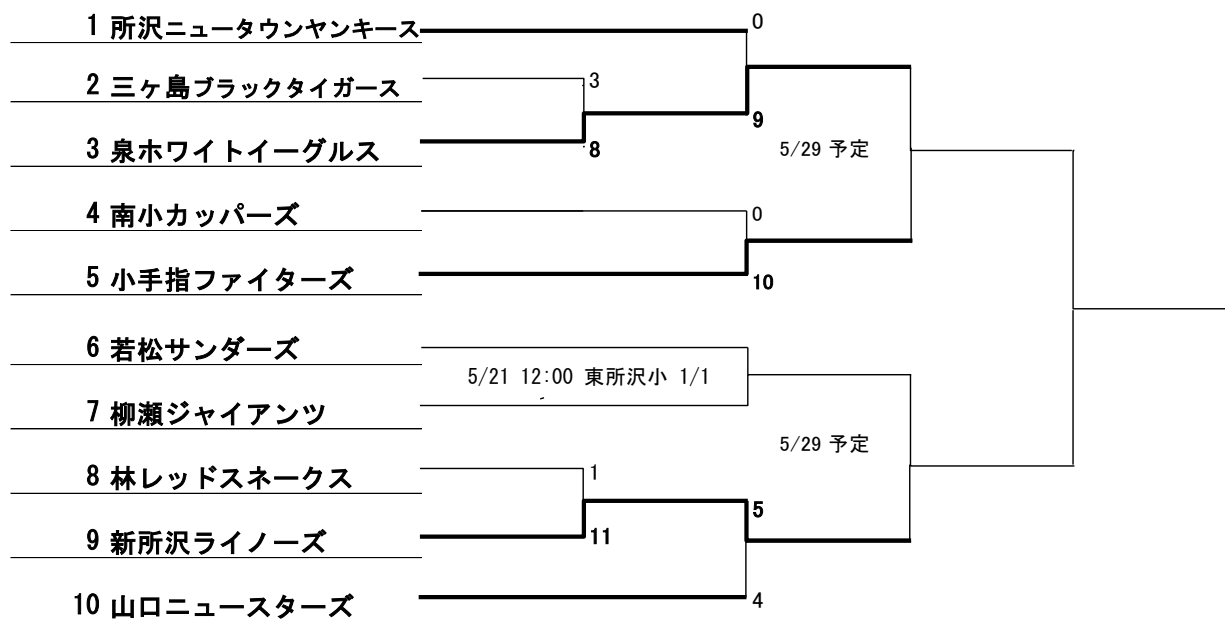 1 所沢ニュータウンヤンキース
0
2 三ヶ島ブラックタイガース
3
9
3 泉ホワイトイーグルス
8
5/29 予定
4 南小カッパーズ
0
5 小手指ファイターズ
10
6 若松サンダーズ
5/21 12:00 東所沢小 1/1
7 柳瀬ジャイアンツ
5/29 予定
8 林レッドスネークス
1
5
9 新所沢ライノーズ
11
10 山口ニュースターズ
4